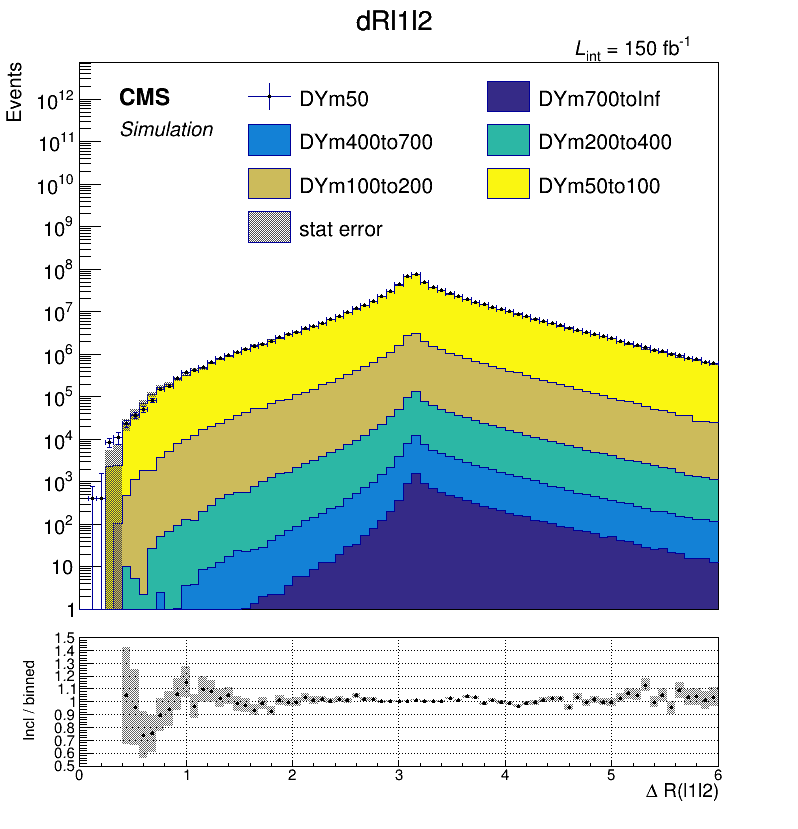 dRl1l2
L_int = 150 fb^-1
Events
CMS
Simulation
DYm50
DYm700toInf
DYm400to700
DYm200to400
DYm100to200
DYm50to100
stat error
10^12
10^11
10^10
10^9
10^8
10^7
10^6
10^5
10^4
10^3
10^2
10
1
Incl / binned
1.5
1.4
1.3
1.2
1.1
1
0.9
0.8
0.7
0.6
0.5
0 1 2 3 4 5 6
Δ R(l1l2)